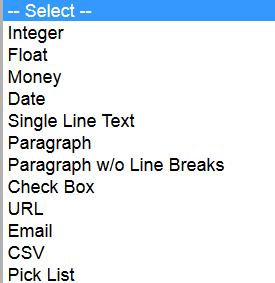 -- Select --
Integer
Float
Money
Date
Single Line Text
Paragraph
Paragraph w/o Line Breaks
Check Box
URL
Email
CSV
Pick List